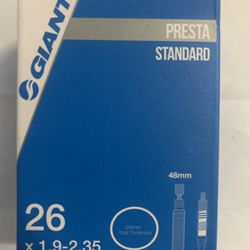 GIANT
PRESTA
STANDARD
48mm
26
x 1.9-2.35